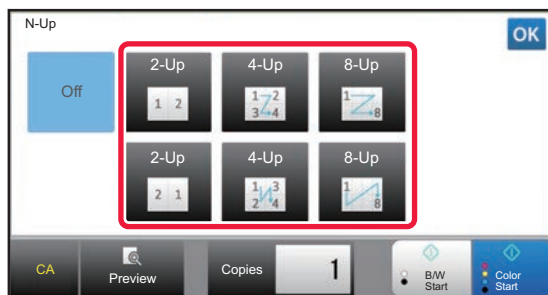 N-Up
OK
Off
2-Up
4-Up
8-Up
1 2
1 2
3 4
1 8
2-Up
4-Up
8-Up
2 1
1 3
2 4
1 8
CA
Preview
Copies
1
B/W
Start
Color
Start